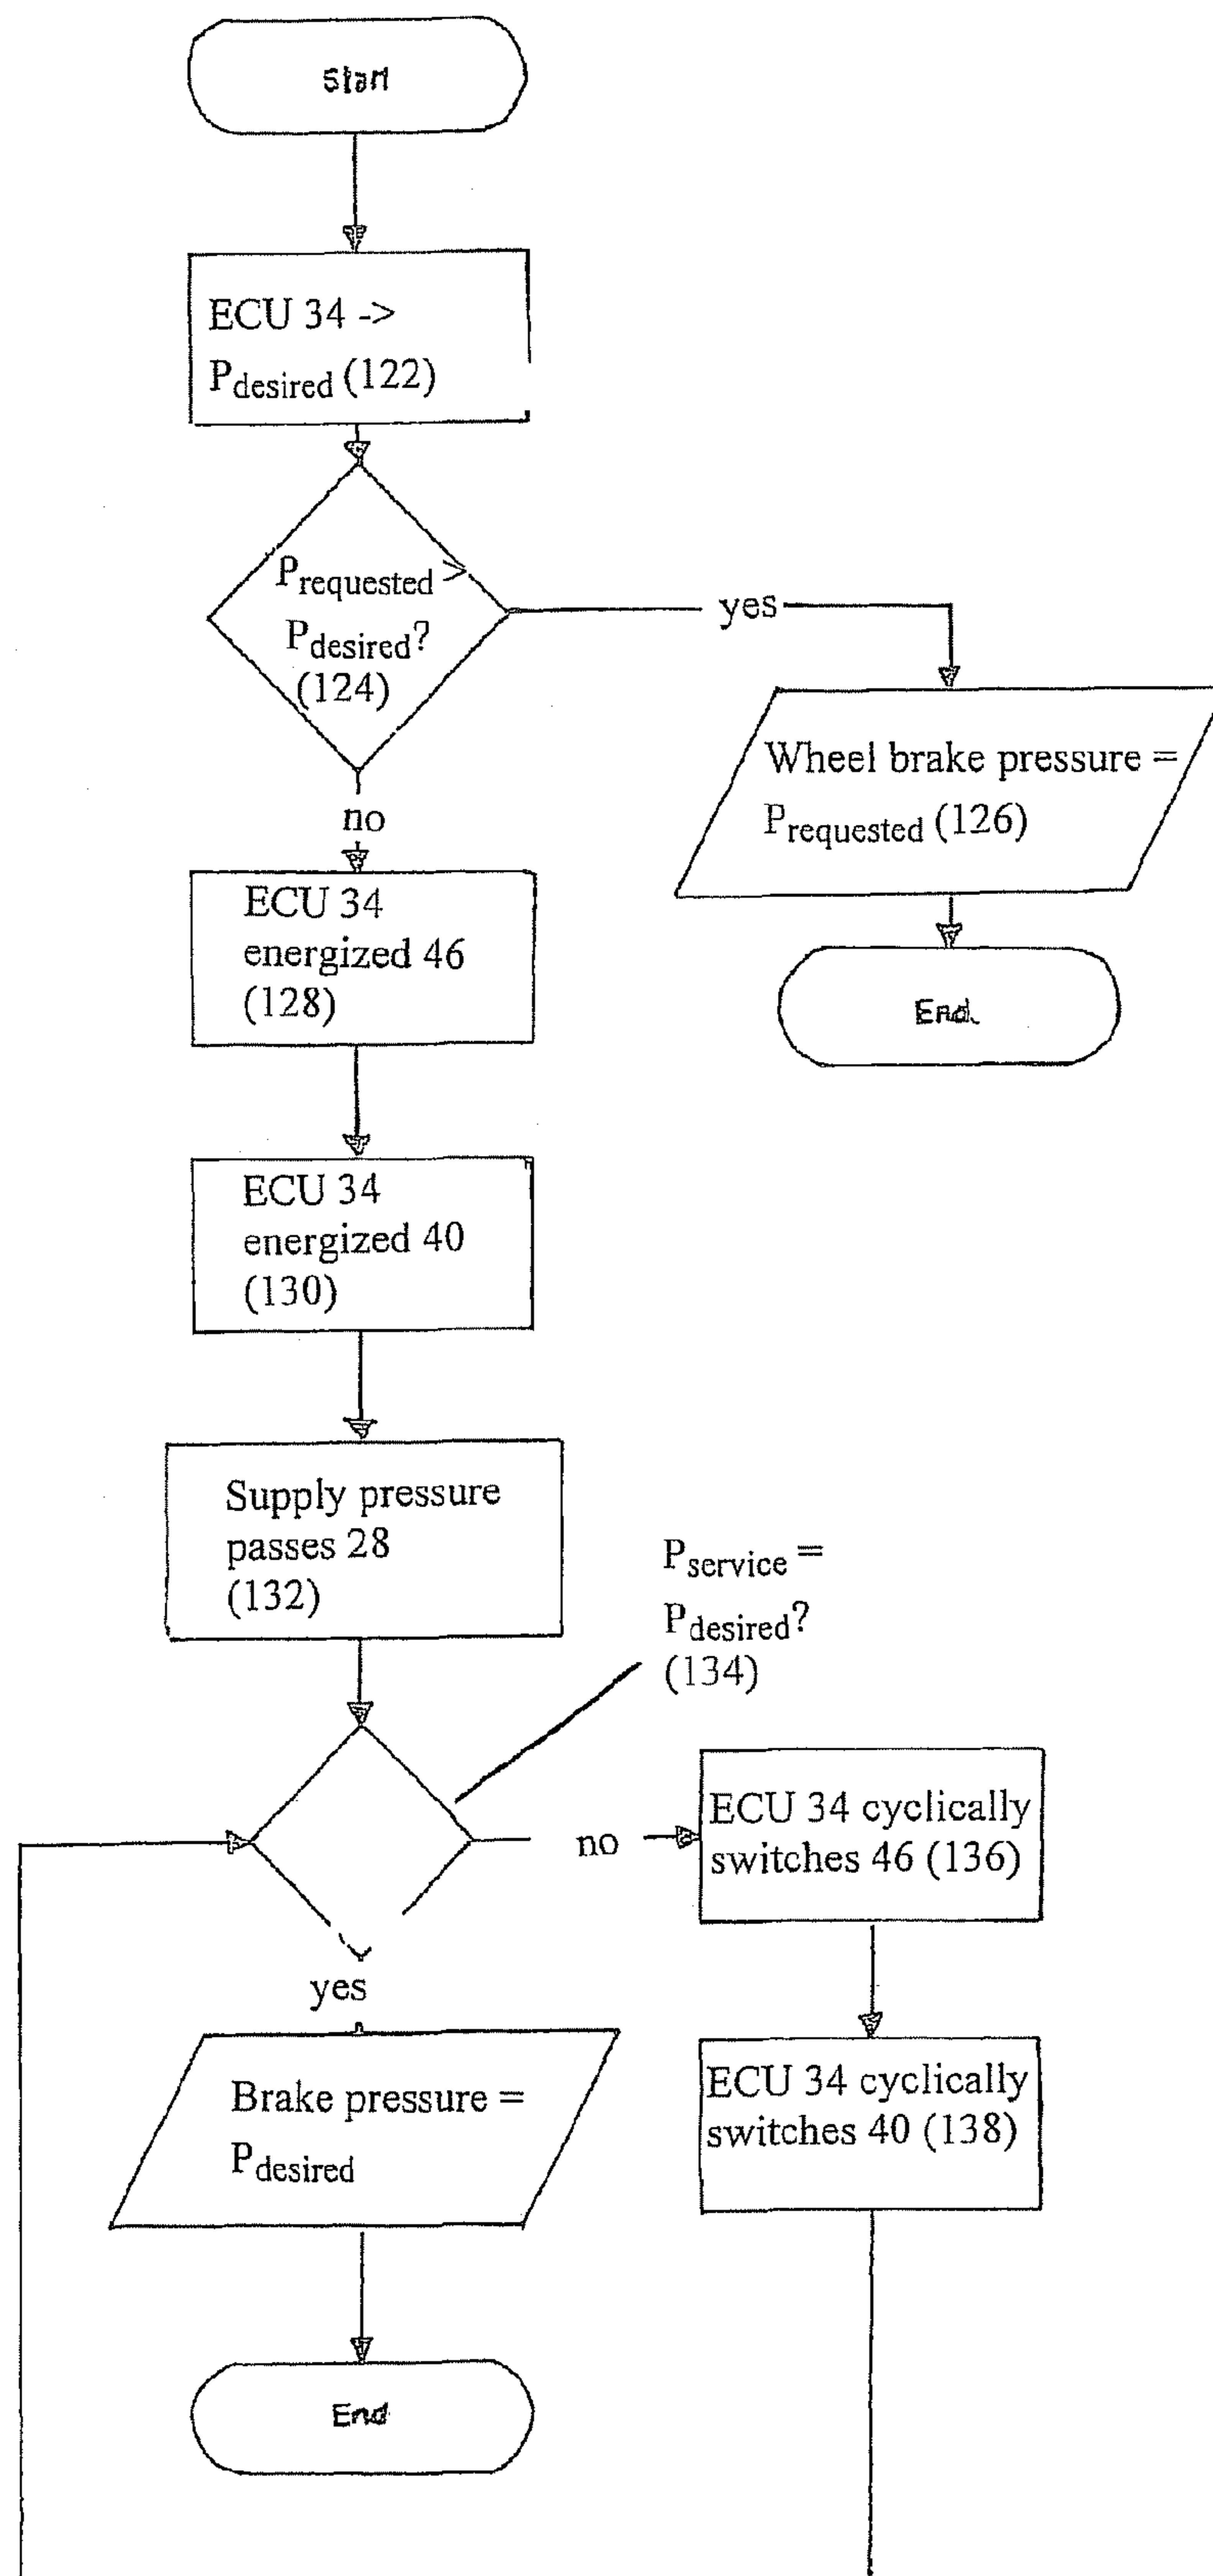 Start
ECU 34 ->
Pdesired (122)
Prequested >
Pdesired?
(124)
yes
Wheel brake pressure =
Prequested (126)
End
no
ECU 34
energized 46
(128)
ECU 34
energized 40
(130)
Supply pressure
passes 28
(132)
Pservice =
Pdesired?
(134)
no
ECU 34 cyclically
switches 46 (136)
ECU 34 cyclically
switches 40 (138)
yes
Brake pressure =
Pdesired
End